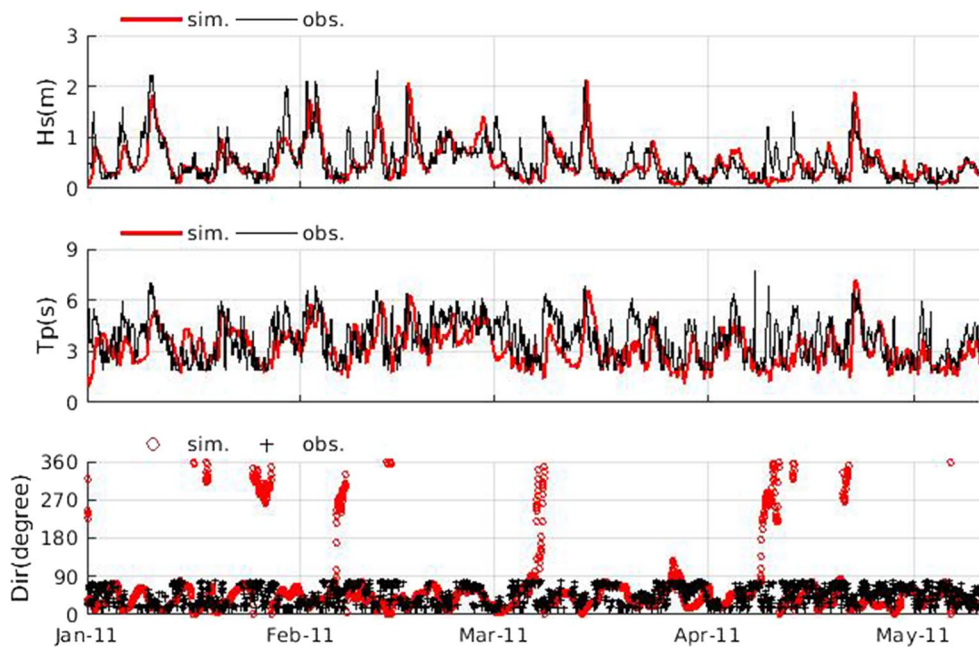 sim. obs.
3
2
1
0
Hs(m)
sim. obs.
9
6
3
0
Tp(s)
sim. obs.
360
270
180
90
0
Dir(degree)
Jan-11 Feb-11 Mar-11 Apr-11 May-11